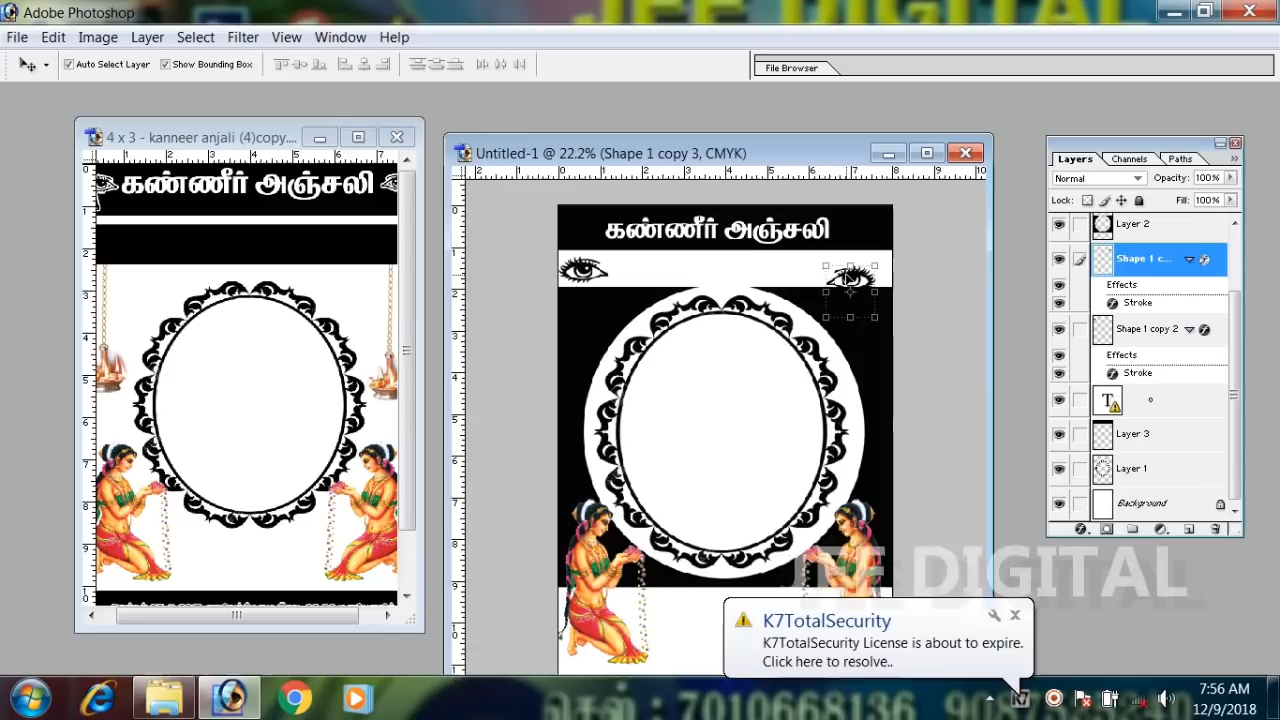 JEE DIGITAL
Adobe Photoshop
File Edit Image Layer Select Filter View Window Help
Auto Select Layer Show Bounding Box
File Browser
4 x 3 - kanneer anjali (4)copy....
கண்ணீர் அஞ்சலி
Untitled-1 @ 22.2% (Shape 1 copy 3, CMYK)
கண்ணீர் அஞ்சலி
Layers Channels Paths
Normal Opacity: 100%
Lock: Fill: 100%
Layer 2
Shape 1 c...
Effects
Stroke
Shape 1 copy 2
Effects
Stroke
T o
Layer 3
Layer 1
Background
JEE DIGITAL
K7TotalSecurity
K7TotalSecurity License is about to expire.
Click here to resolve..
7:56 AM
12/9/2018
செல் : 7010678136